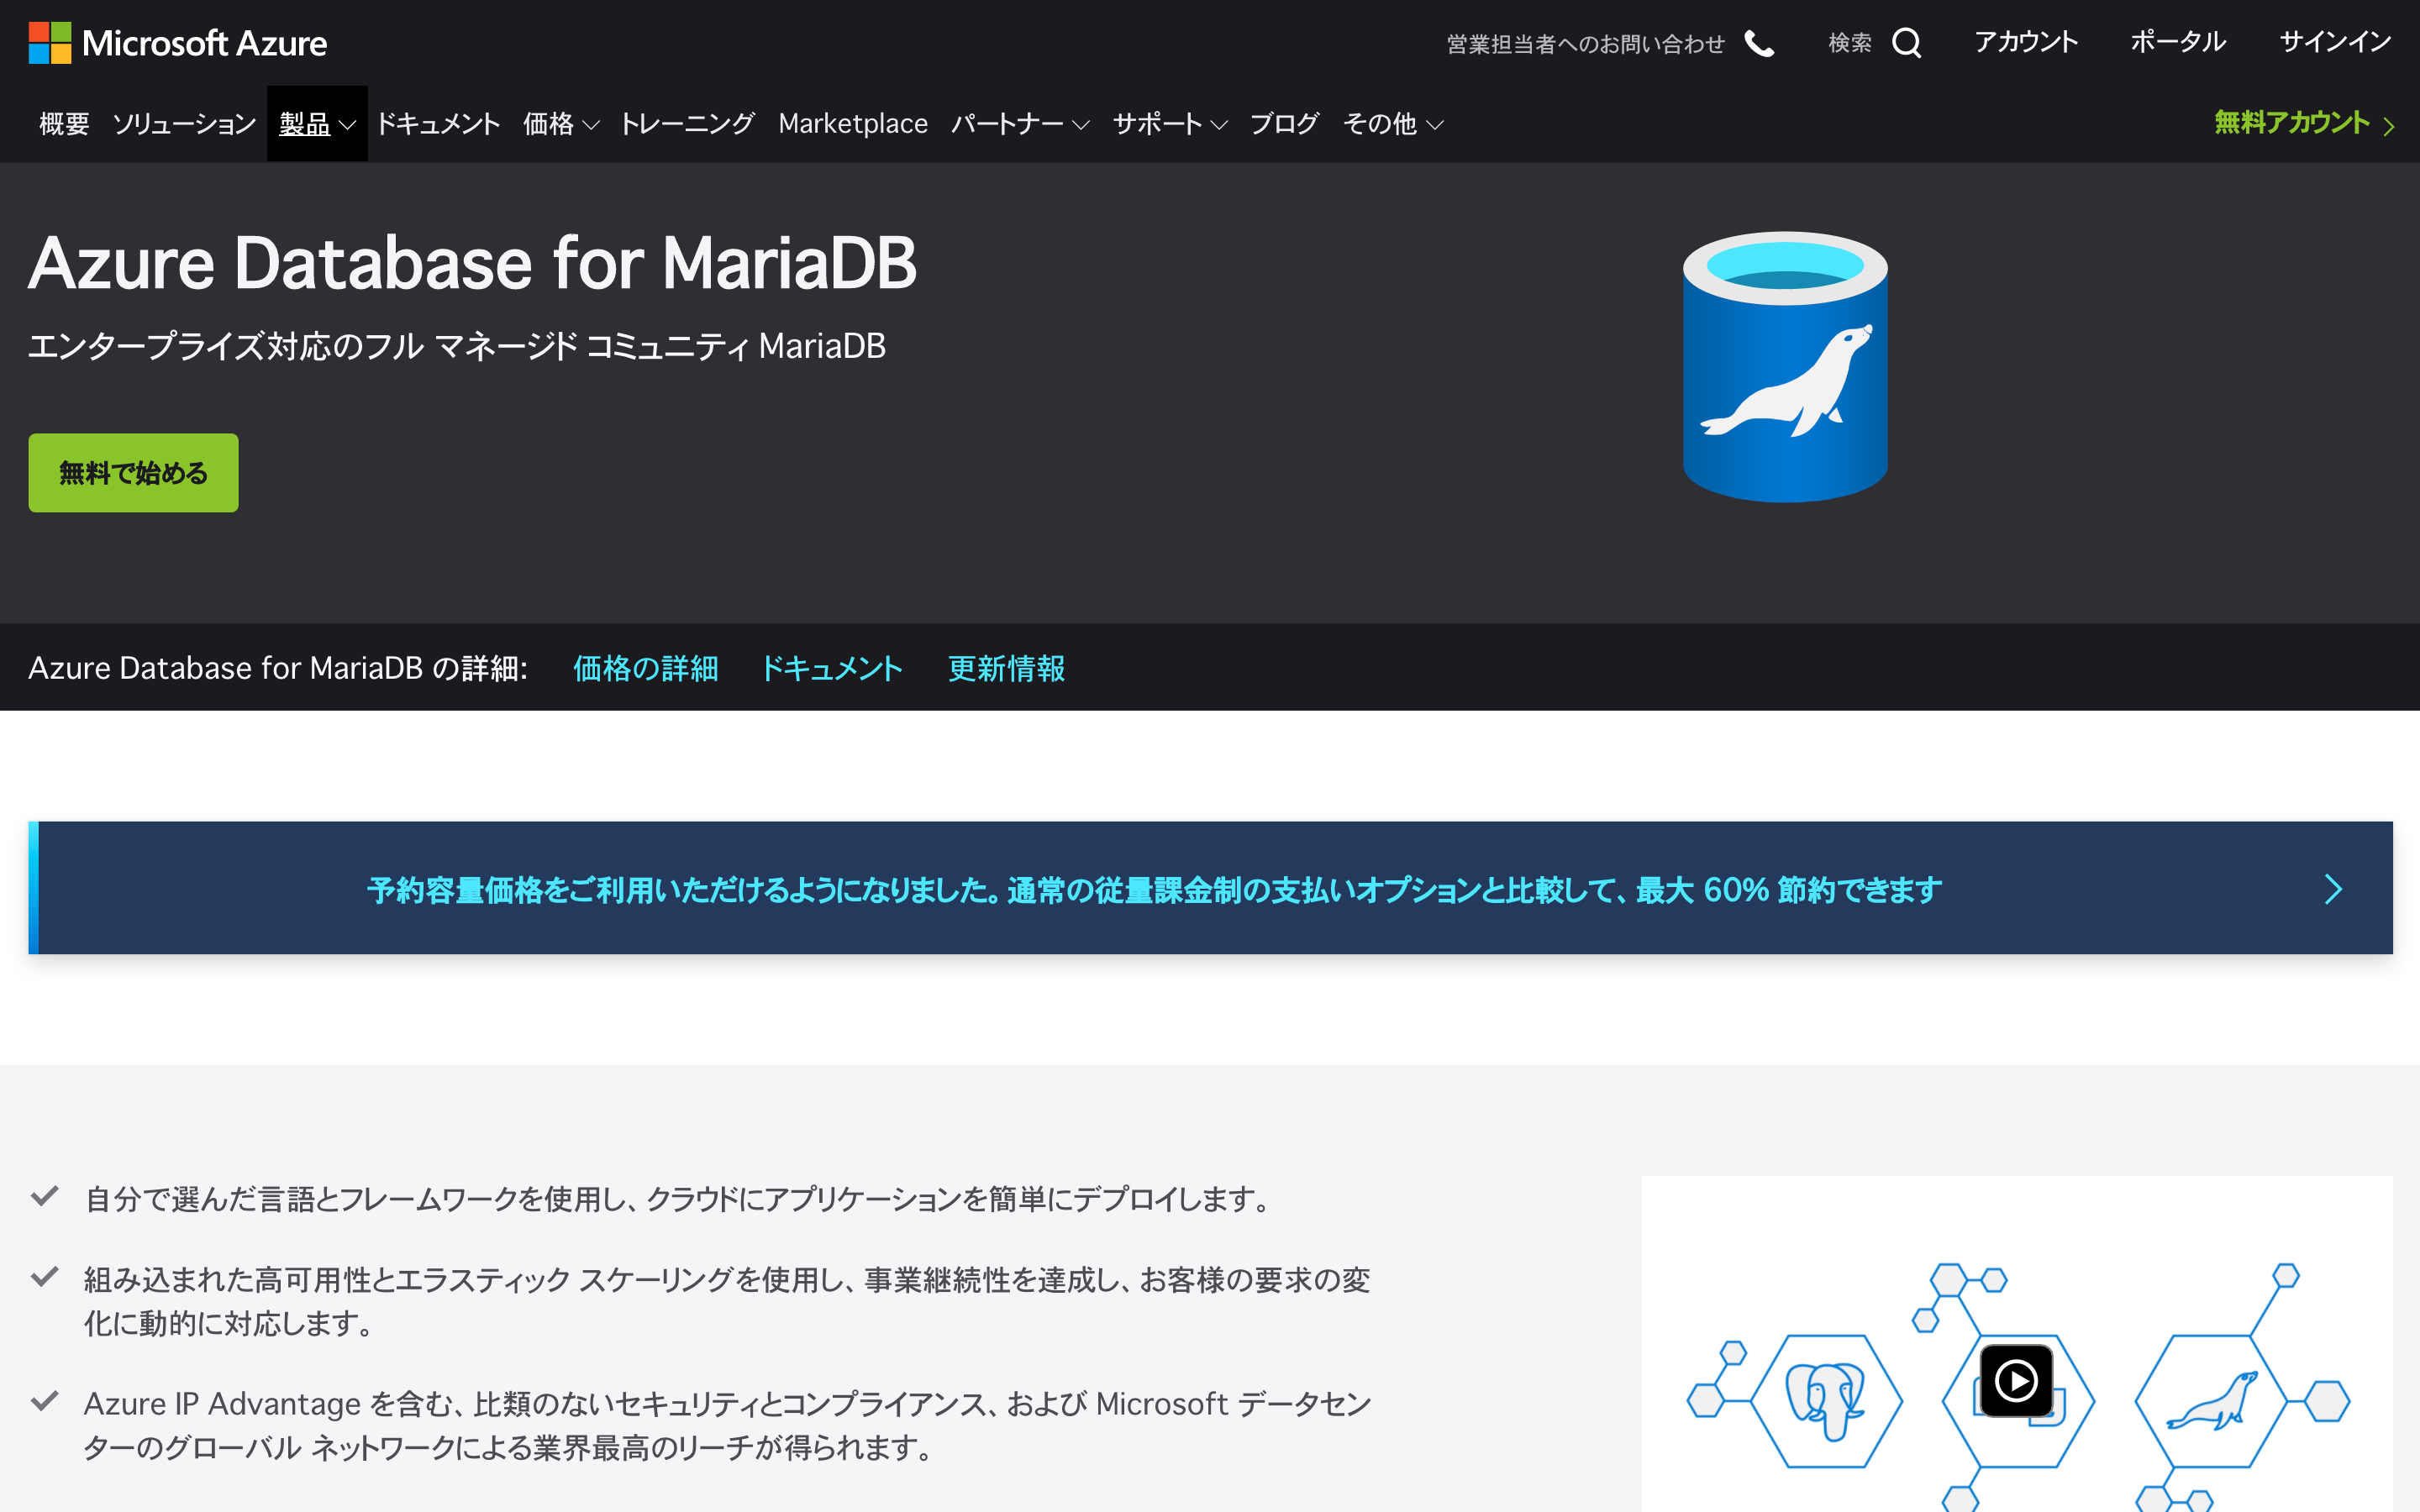 Microsoft Azure
営業担当者へのお問い合わせ
検索
アカウント
ポータル
サインイン
概要
ソリューション
製品
ドキュメント
価格
トレーニング
Marketplace
パートナー
サポート
ブログ
その他
無料アカウント
Azure Database for MariaDB
エンタープライズ対応のフル マネージド コミュニティ MariaDB
無料で始める
Azure Database for MariaDB の詳細:
価格の詳細
ドキュメント
更新情報
予約容量価格をご利用いただけるようになりました。通常の従量課金制の支払いオプションと比較して、最大 60% 節約できます
自分で選んだ言語とフレームワークを使用し、クラウドにアプリケーションを簡単にデプロイします。
組み込まれた高可用性とエラスティック スケーリングを使用し、事業継続性を達成し、お客様の要求の変
化に動的に対応します。
Azure IP Advantage を含む、比類のないセキュリティとコンプライアンス、および Microsoft データセン
ターのグローバル ネットワークによる業界最高のリーチが得られます。